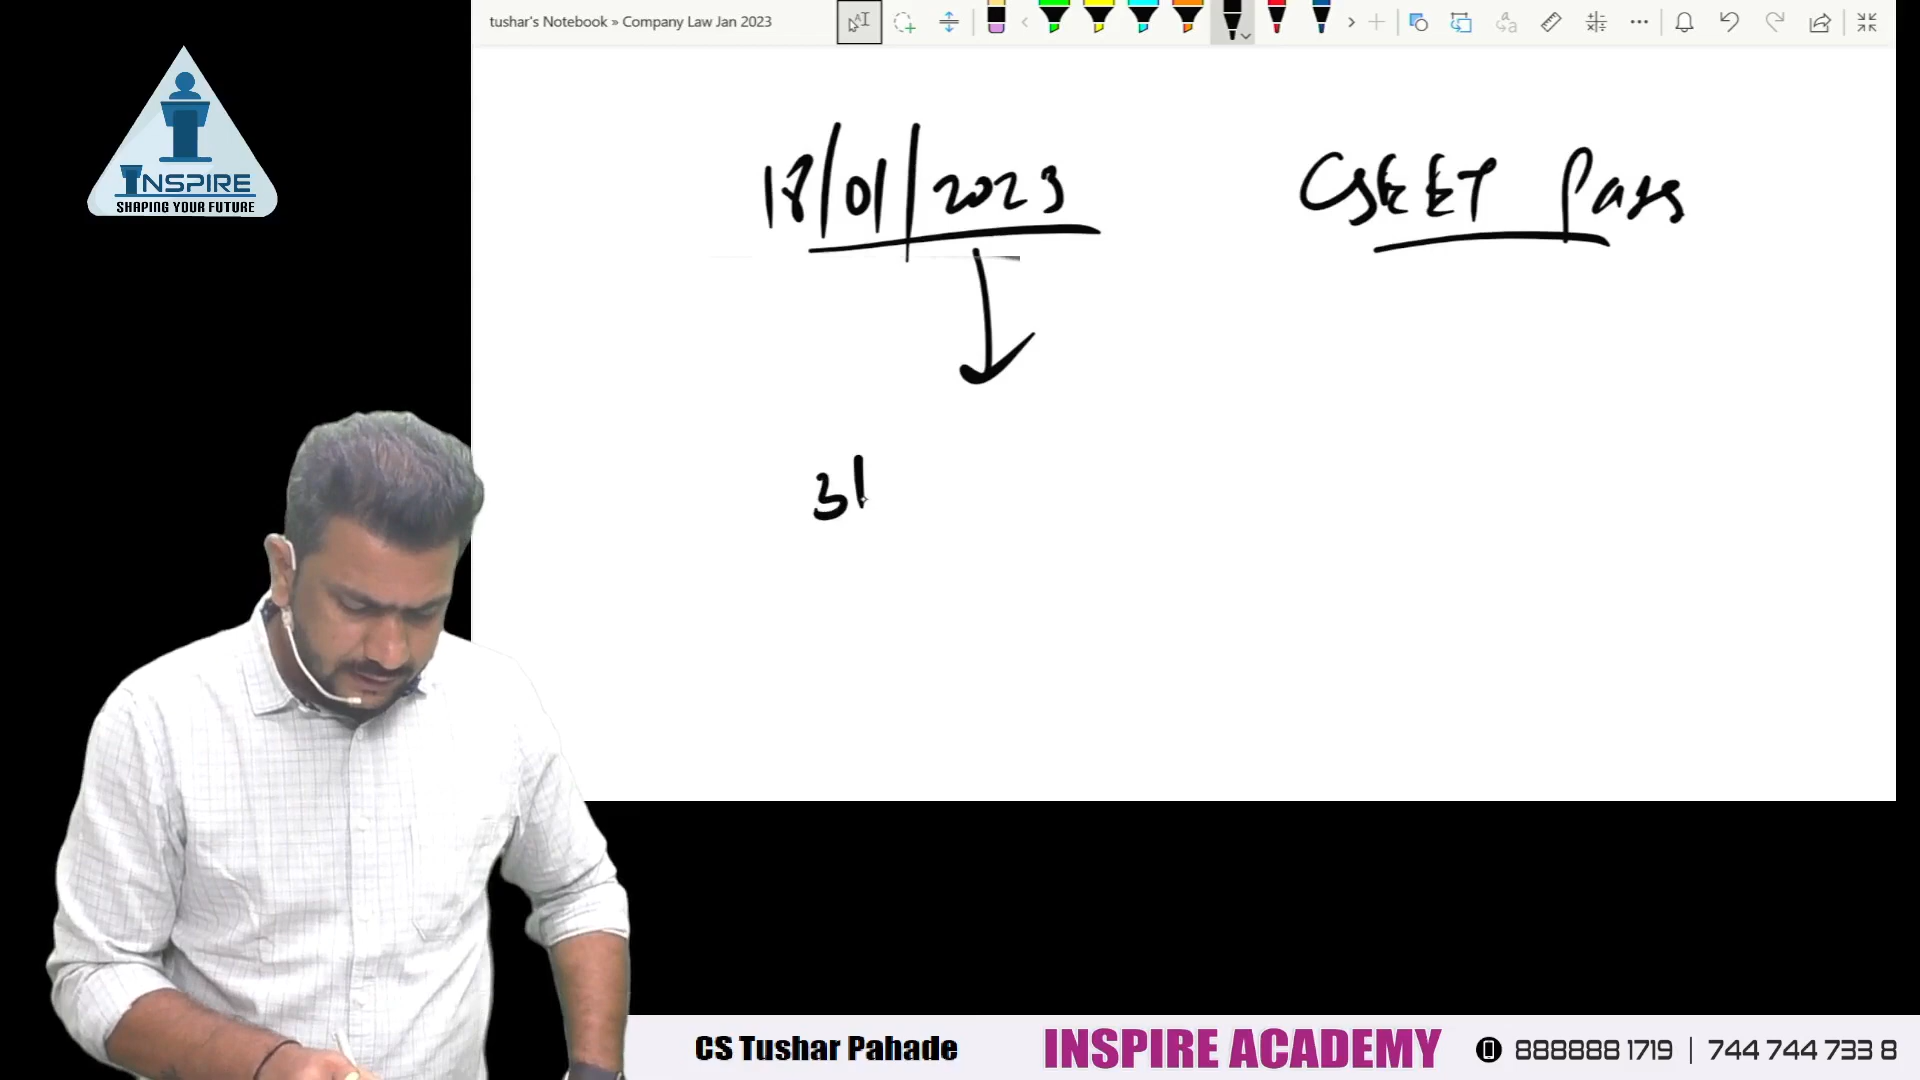 tushar's Notebook » Company Law Jan 2023
INSPIRE
SHAPING YOUR FUTURE
18/01/2023
CSEET Pass
31
CS Tushar Pahade
INSPIRE ACADEMY
888888 1719 | 744 744 733 8